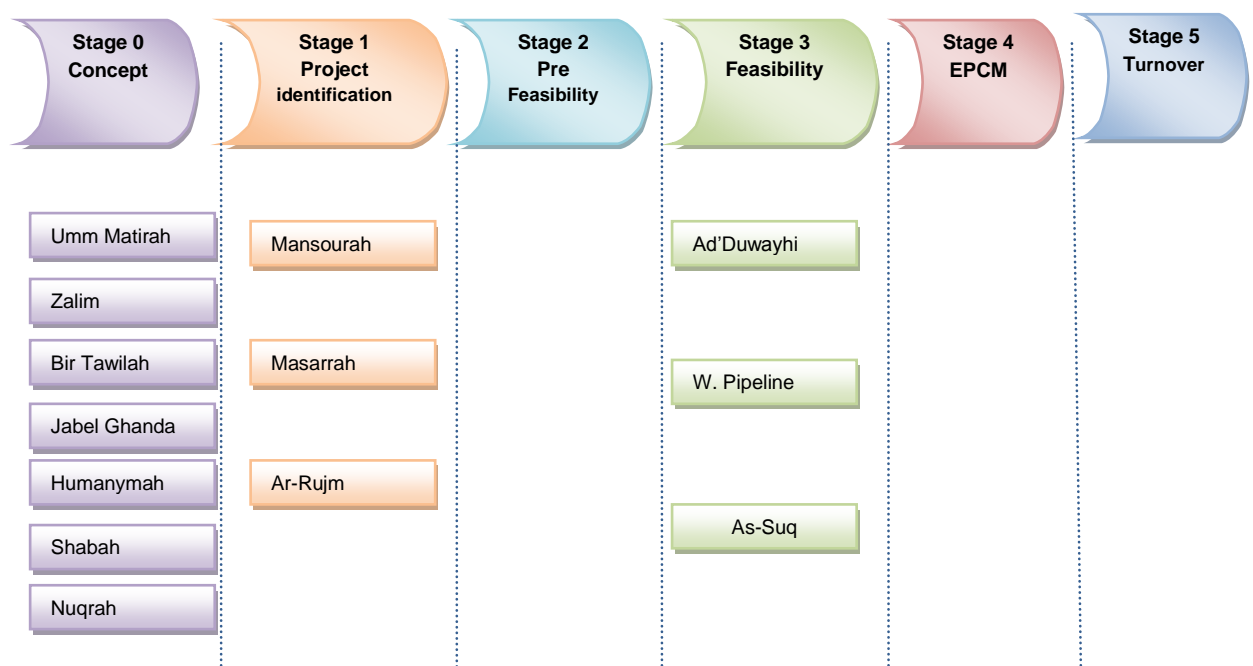 Stage 0
Concept
Stage 1
Project
identification
Stage 2
Pre
Feasibility
Stage 3
Feasibility
Stage 4
EPCM
Stage 5
Turnover
Umm Matirah
Zalim
Bir Tawilah
Jabel Ghanda
Humanymah
Shabah
Nuqrah
Mansourah
Masarrah
Ar-Rujm
Ad’Duwayhi
W. Pipeline
As-Suq